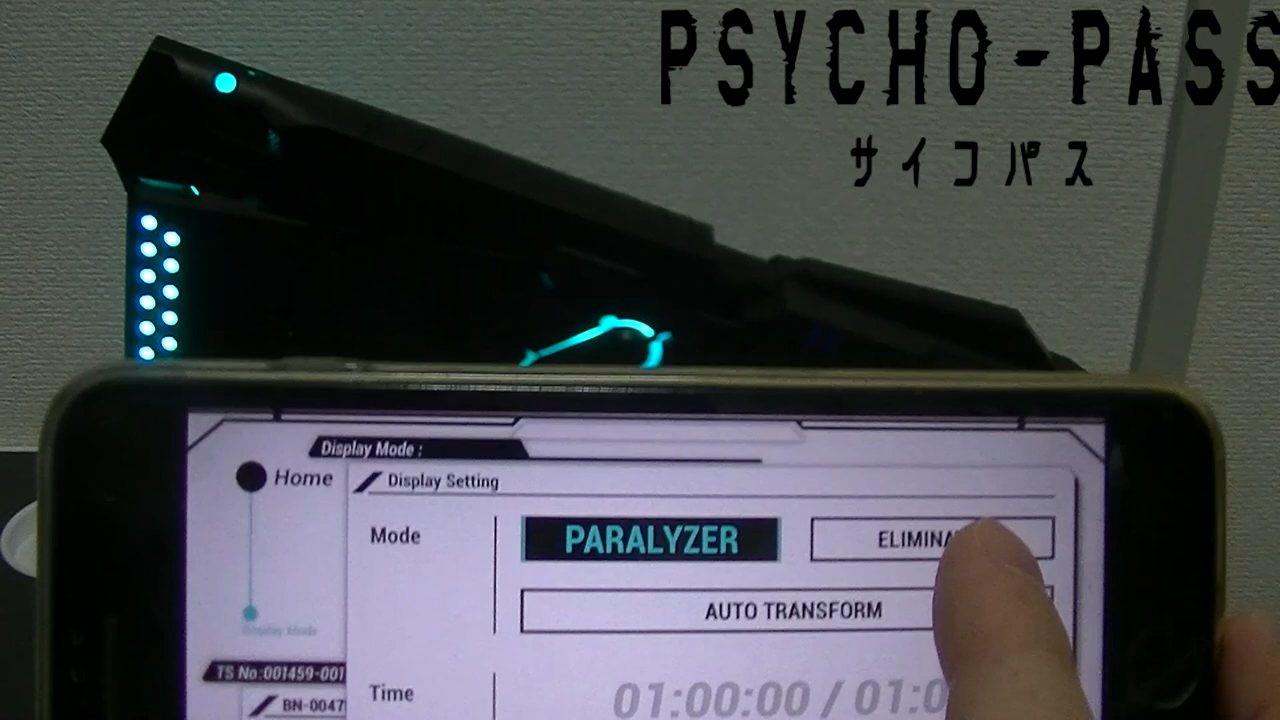 PSYCHO-PASS
サイコパス
Display Mode :
Home
Display Setting
Mode
PARALYZER
ELIMINA
AUTO TRANSFORM
Display Mode
TS No:001459-001
BN-0047
Time
01:00:00 / 01:0